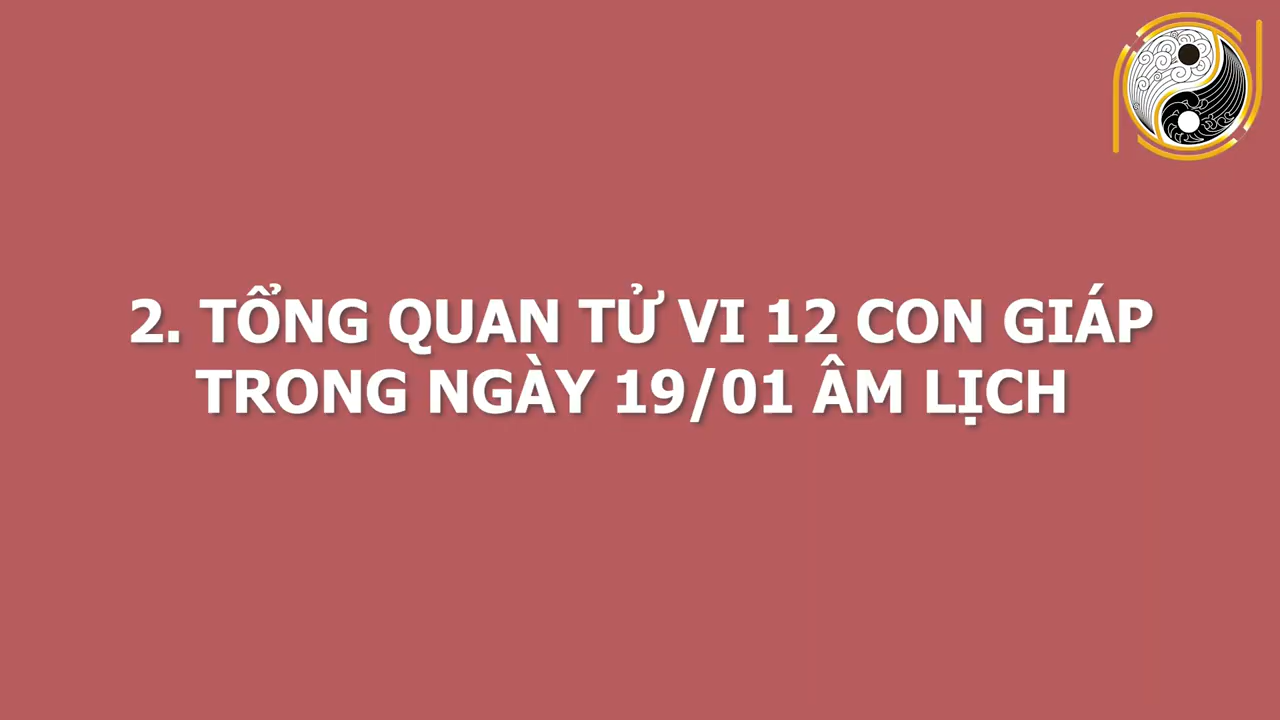 2. TỔNG QUAN TỬ VI 12 CON GIÁP
TRONG NGÀY 19/01 ÂM LỊCH